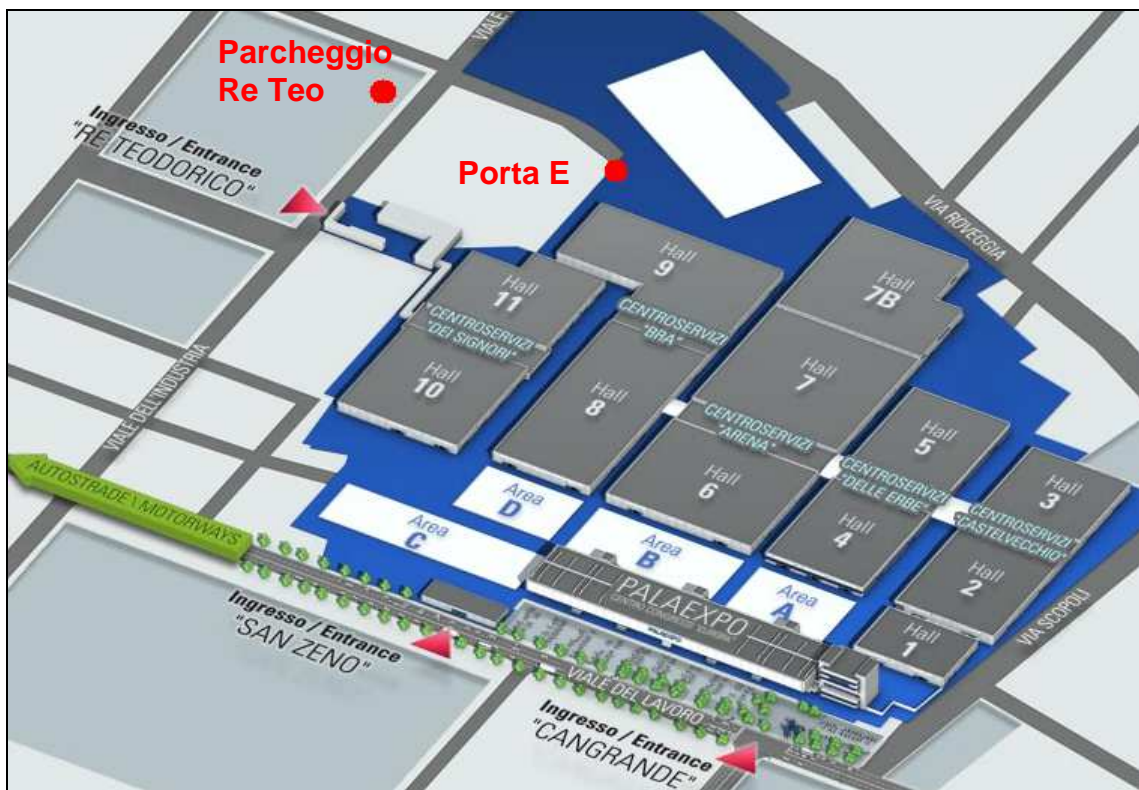 VIALE
Parcheggio
Re Teo
Ingresso / Entrance
"RE TEODORICO"
Porta E
VIA ROVEGGIA
Hall
9
Hall
7B
Hall
11
"CENTROSERVIZI
"DEI SIGNORI"
CENTROSERVIZI
"BRA"
Hall
10
Hall
8
Hall
7
CENTROSERVIZI
"ARENA"
Hall
5
Hall
6
CENTROSERVIZI
"DELLE ERBE"
Hall
4
Hall
3
CENTROSERVIZI
"CASTELVECCHIO"
Hall
2
Hall
1
VIALE DELL'INDUSTRIA
AUTOSTRADE \ MOTORWAYS
Area
D
Area
C
Area
B
Area
A
PALAEXPO
VIA SCOPOLI
Ingresso / Entrance
"SAN ZENO"
VIALE DEL LAVORO
Ingresso / Entrance
"CANGRANDE"